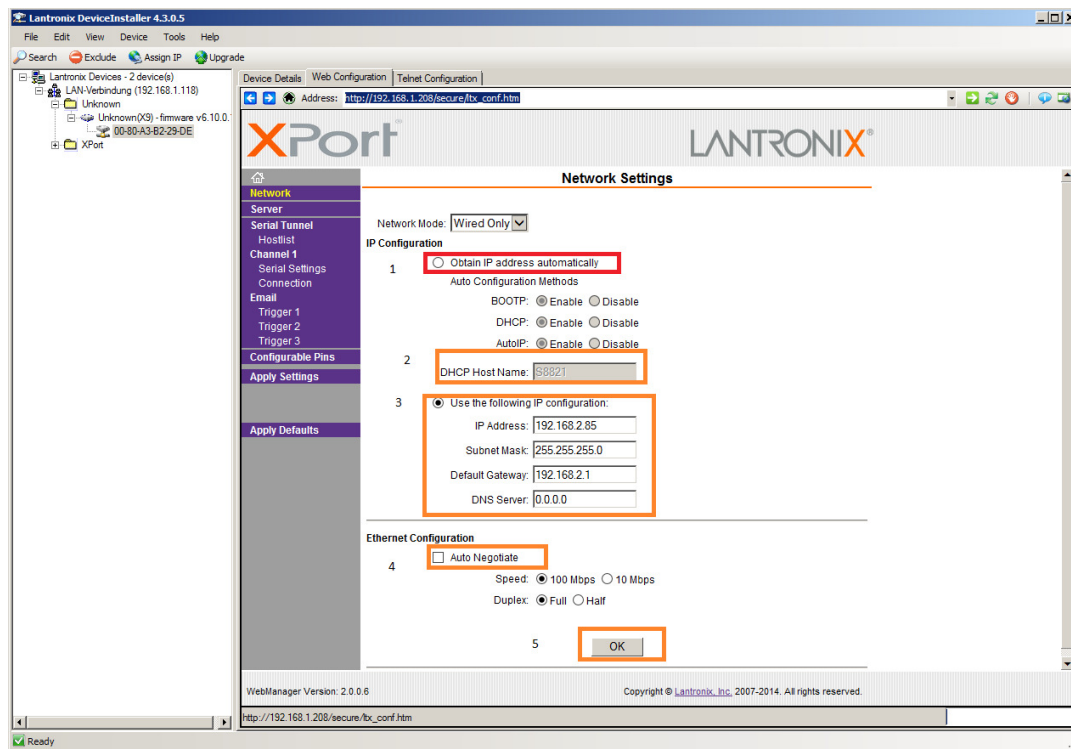 Lantronix DeviceInstaller 4.3.0.5
File Edit View Device Tools Help
Search Exclude Assign IP Upgrade
Lantronix Devices - 2 device(s)
LAN-Verbindung (192.168.1.118)
Unknown
Unknown(X9) - firmware v6.10.0.
00-80-A3-B2-29-DE
XPort
Device Details Web Configuration Telnet Configuration
Address: http://192.168.1.208/secure/ltx_conf.htm
XPort™ LANTRONIX®
Network
Server
Serial Tunnel
Hostlist
Channel 1
Serial Settings
Connection
Email
Trigger 1
Trigger 2
Trigger 3
Configurable Pins
Apply Settings
Apply Defaults
Network Settings
Network Mode: Wired Only
IP Configuration
1 Obtain IP address automatically
Auto Configuration Methods
BOOTP: Enable Disable
DHCP: Enable Disable
AutoIP: Enable Disable
2
DHCP Host Name: S8821
3 Use the following IP configuration:
IP Address: 192.168.2.85
Subnet Mask: 255.255.255.0
Default Gateway: 192.168.2.1
DNS Server: 0.0.0.0
Ethernet Configuration
4 Auto Negotiate
Speed: 100 Mbps 10 Mbps
Duplex: Full Half
5 OK
WebManager Version: 2.0.0.6 Copyright © Lantronix, Inc. 2007-2014. All rights reserved.
http://192.168.1.208/secure/ltx_conf.htm
Ready